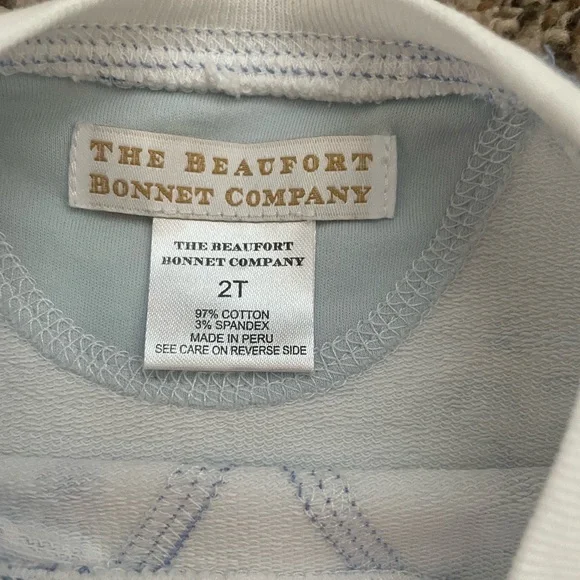 THE BEAUFORT
BONNET COMPANY
THE BEAUFORT
BONNET COMPANY
2T
97% COTTON
3% SPANDEX
MADE IN PERU
SEE CARE ON REVERSE SIDE